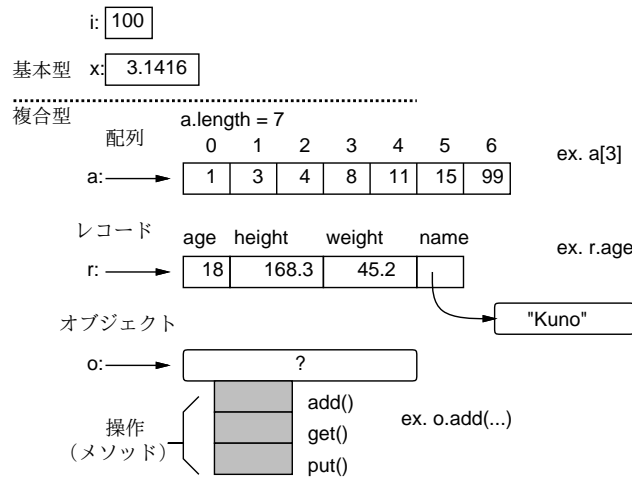 i: 100
基本型 x: 3.1416
複合型
配列 a.length = 7
0 1 2 3 4 5 6
a: 1 3 4 8 11 15 99
ex. a[3]
レコード
age height weight name
r: 18 168.3 45.2
ex. r.age
"Kuno"
オブジェクト
o: ?
add()
get()
put()
操作
(メソッド)
ex. o.add(...)